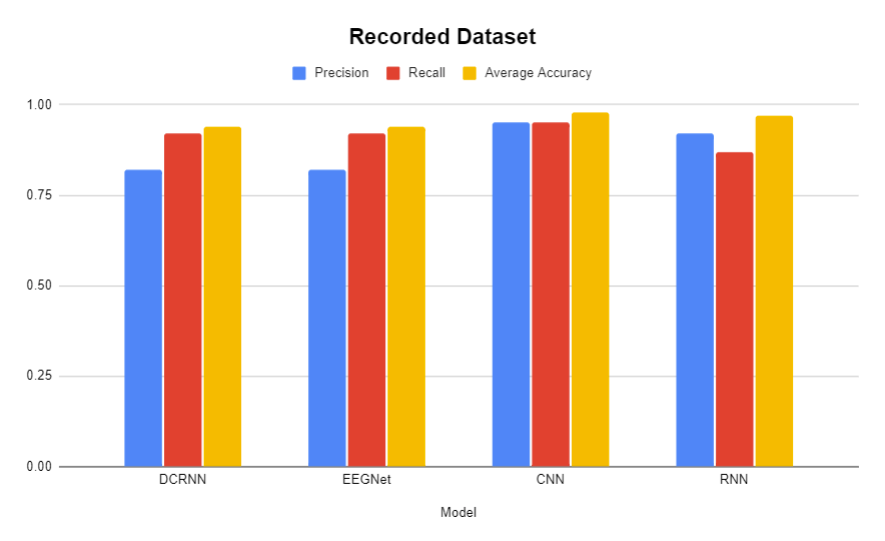 Recorded Dataset
Precision Recall Average Accuracy
1.00
0.75
0.50
0.25
0.00
DCRNN EEGNet CNN RNN
Model